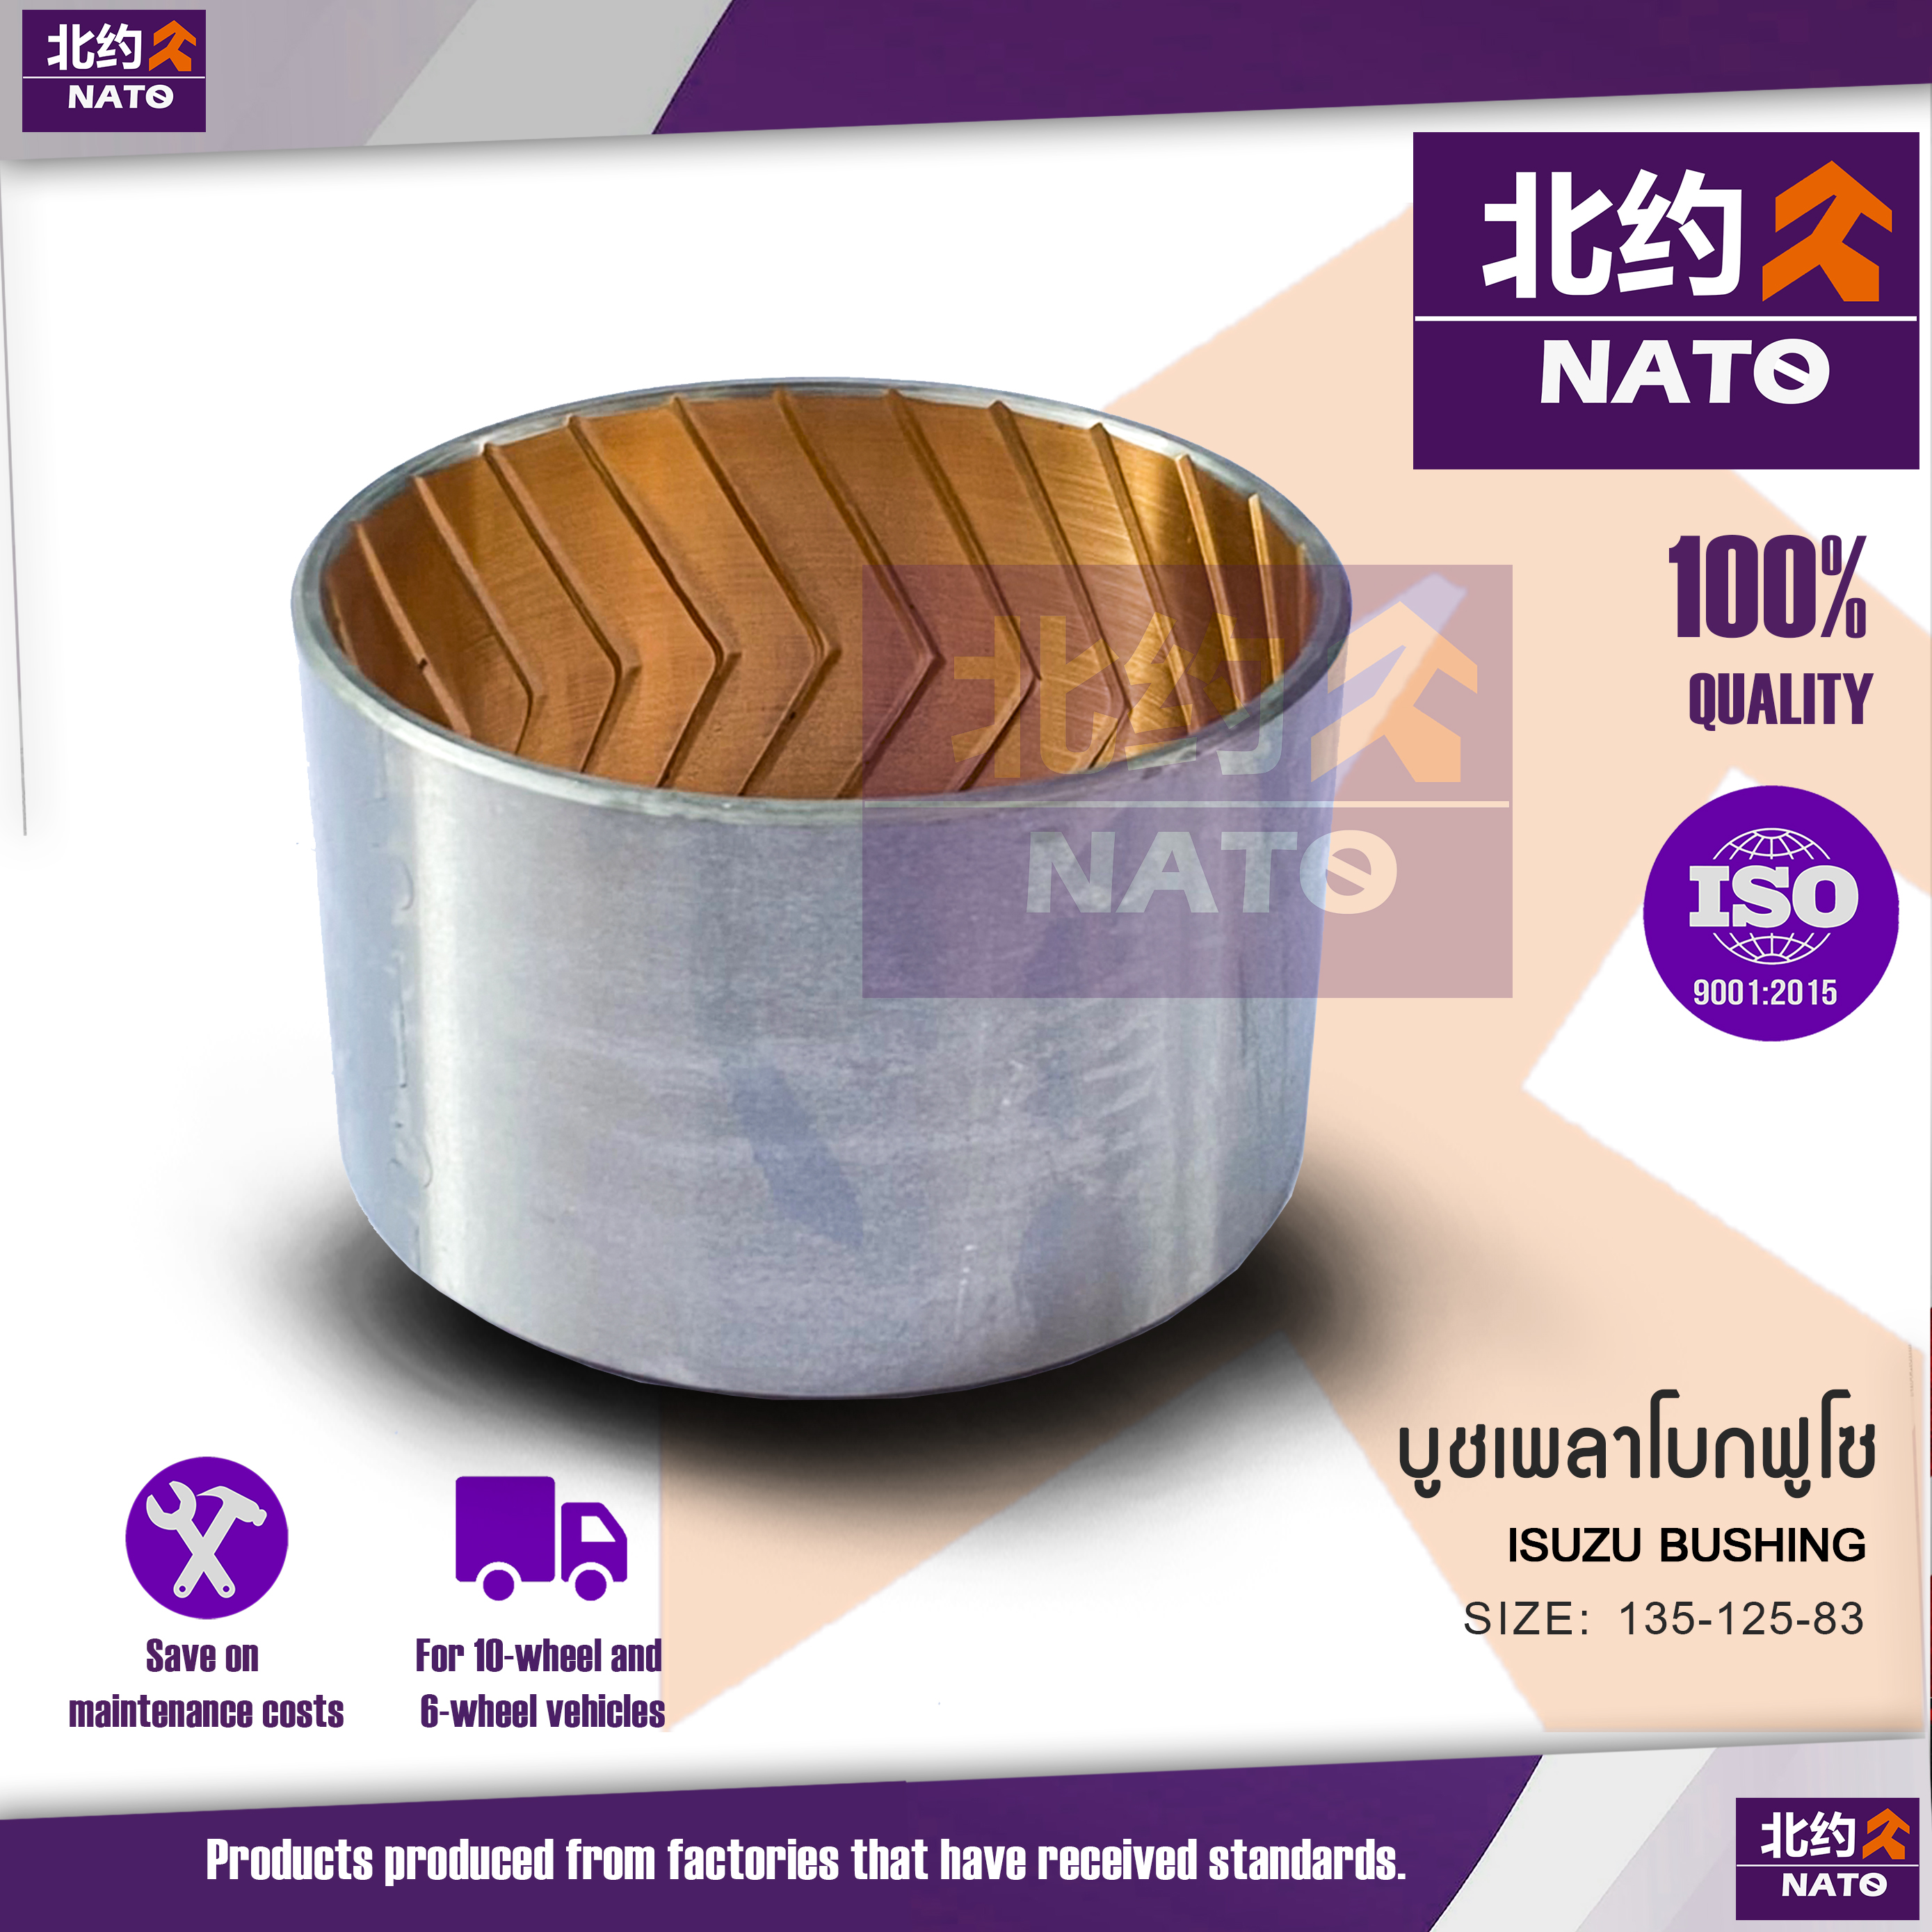 北约
NATO
北约
NATO
100%
QUALITY
北约
NATO
ISO
9001:2015
บูชเพลาโบกฟูโซ่
ISUZU BUSHING
SIZE: 135-125-83
Save on
maintenance costs
For 10-wheel and
6-wheel vehicles
Products produced from factories that have received standards.
北约
NATO